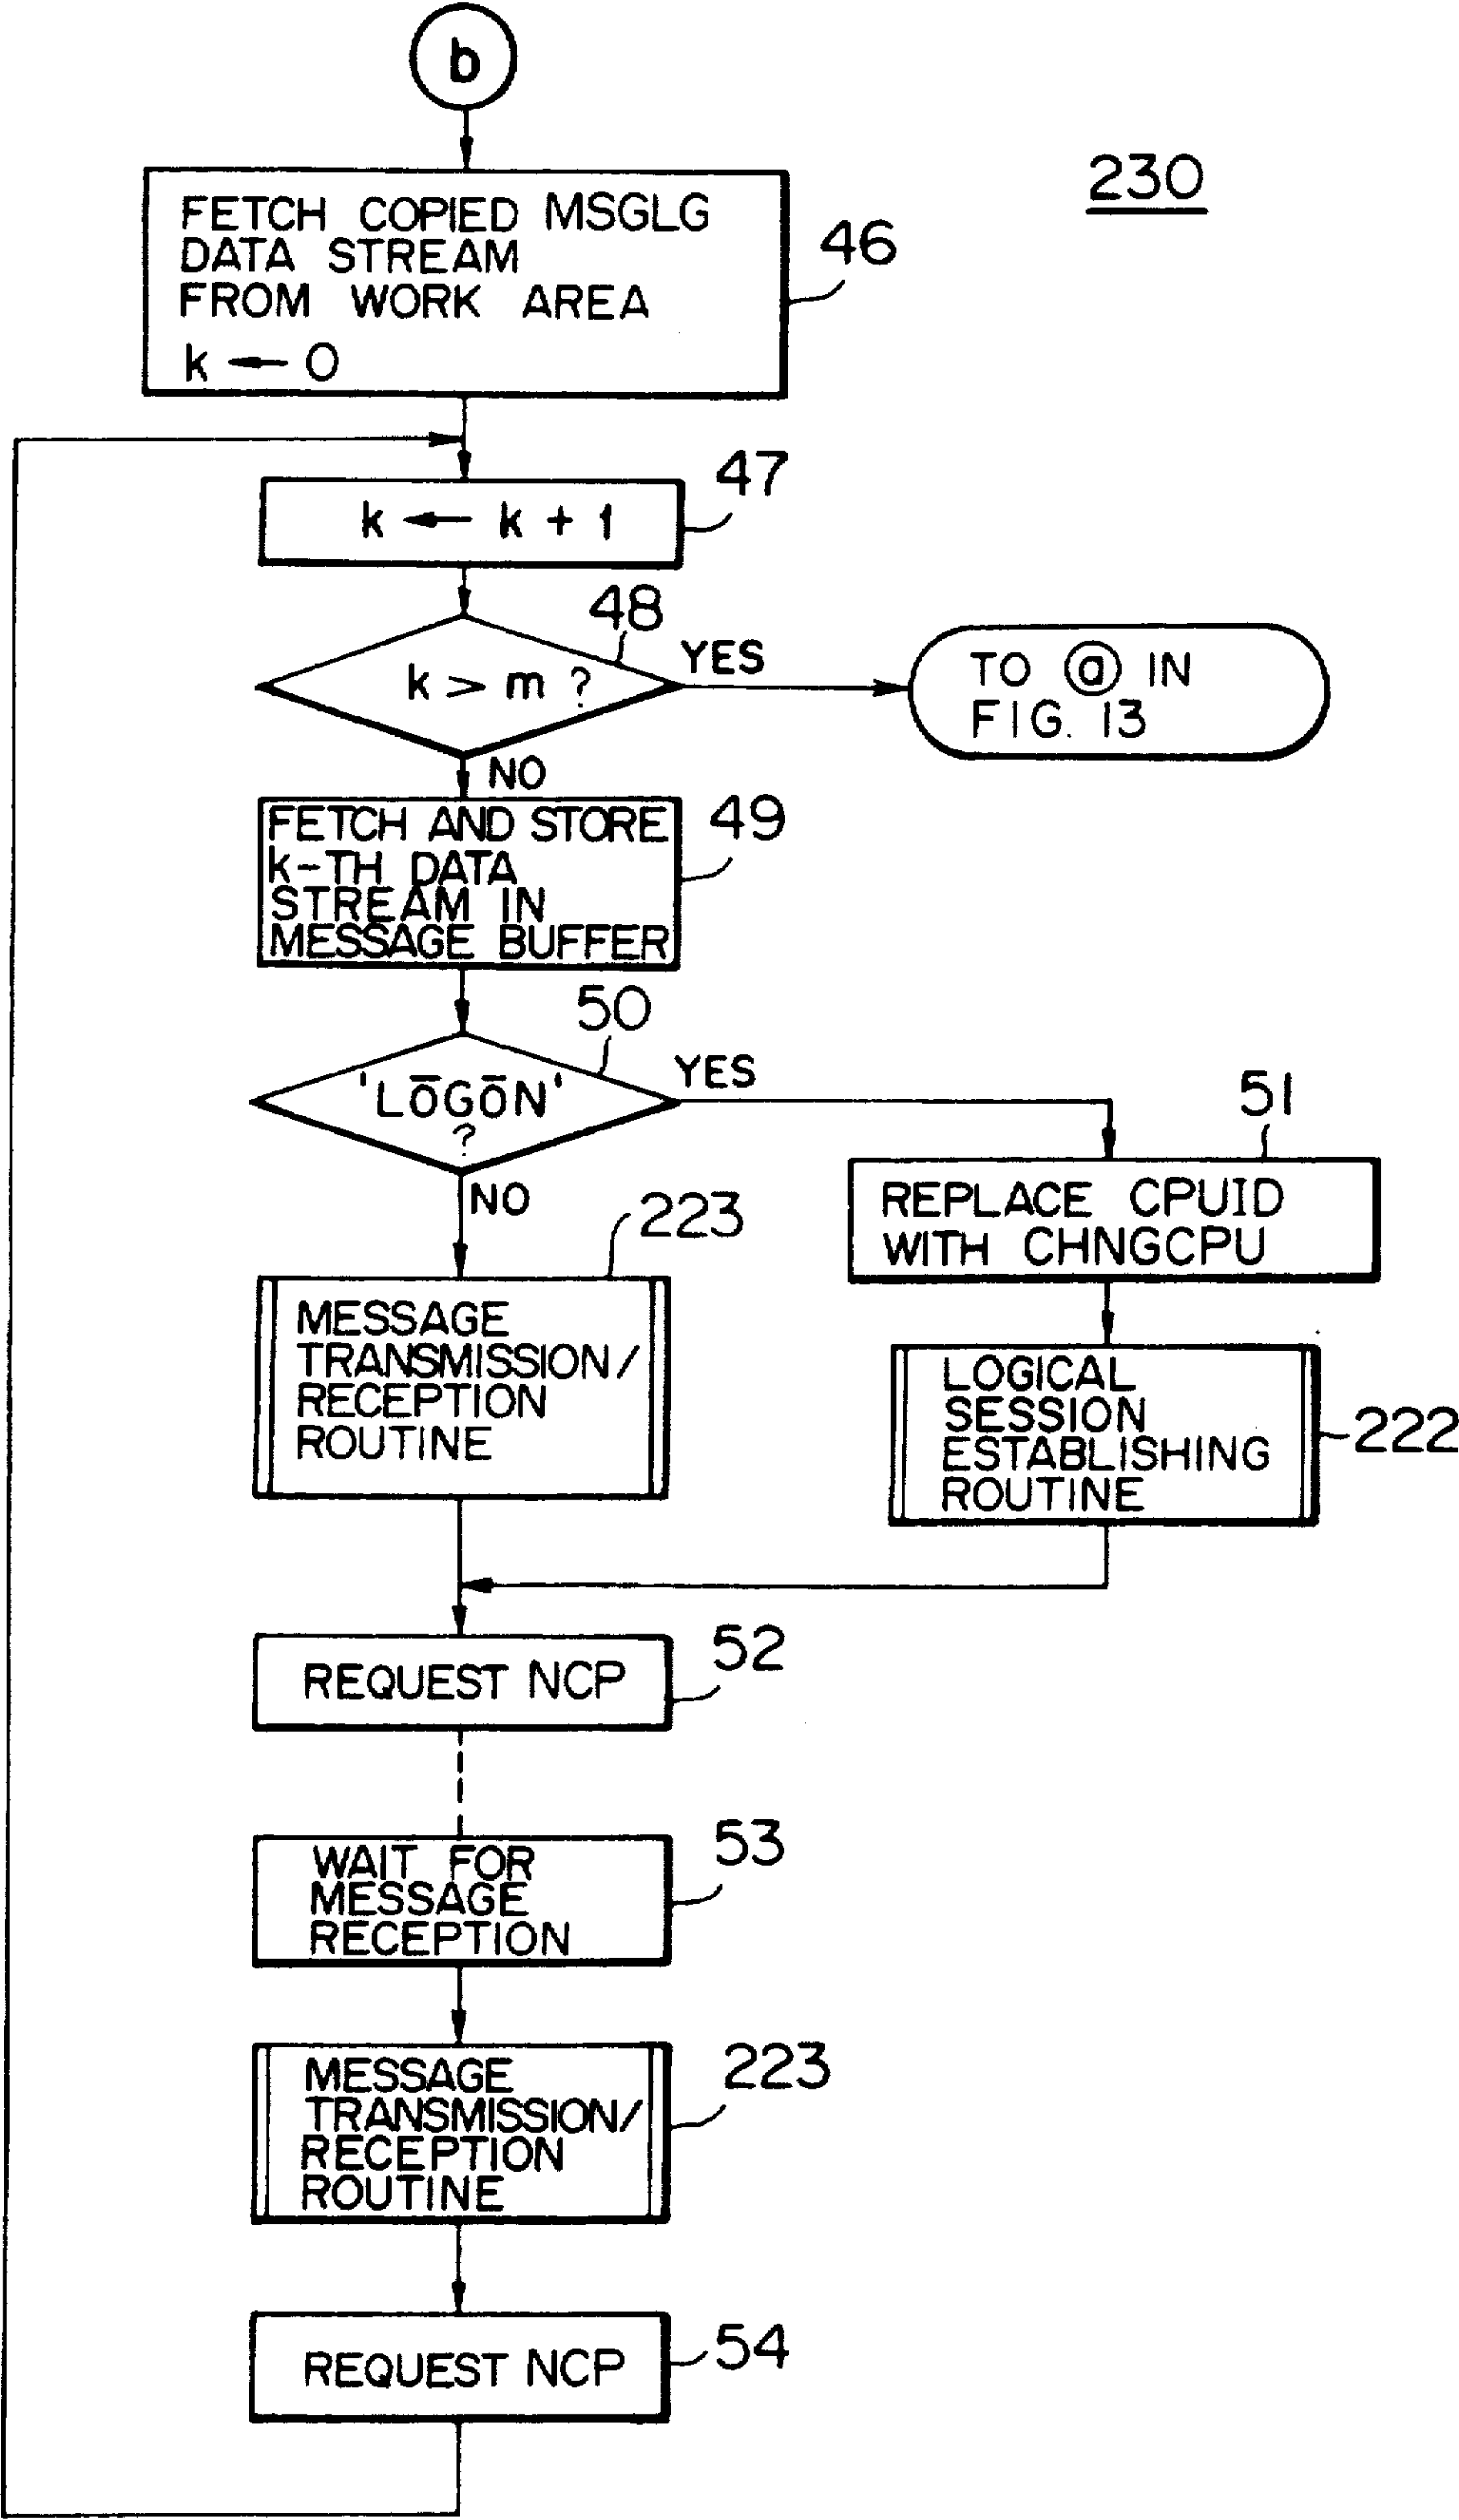 b
230
FETCH COPIED MSGLG
DATA STREAM
FROM WORK AREA
k ← 0
46
47
k ← k + 1
48
k > m ?
YES
TO ⓐ IN
FIG. 13
NO
FETCH AND STORE
k-TH DATA
STREAM IN
MESSAGE BUFFER
49
50
'LŌGŌN'
?
YES
51
REPLACE CPUID
WITH CHNGCPU
NO
223
MESSAGE
TRANSMISSION/
RECEPTION
ROUTINE
LOGICAL
SESSION
ESTABLISHING
ROUTINE
222
52
REQUEST NCP
53
WAIT FOR
MESSAGE
RECEPTION
223
MESSAGE
TRANSMISSION/
RECEPTION
ROUTINE
REQUEST NCP
54